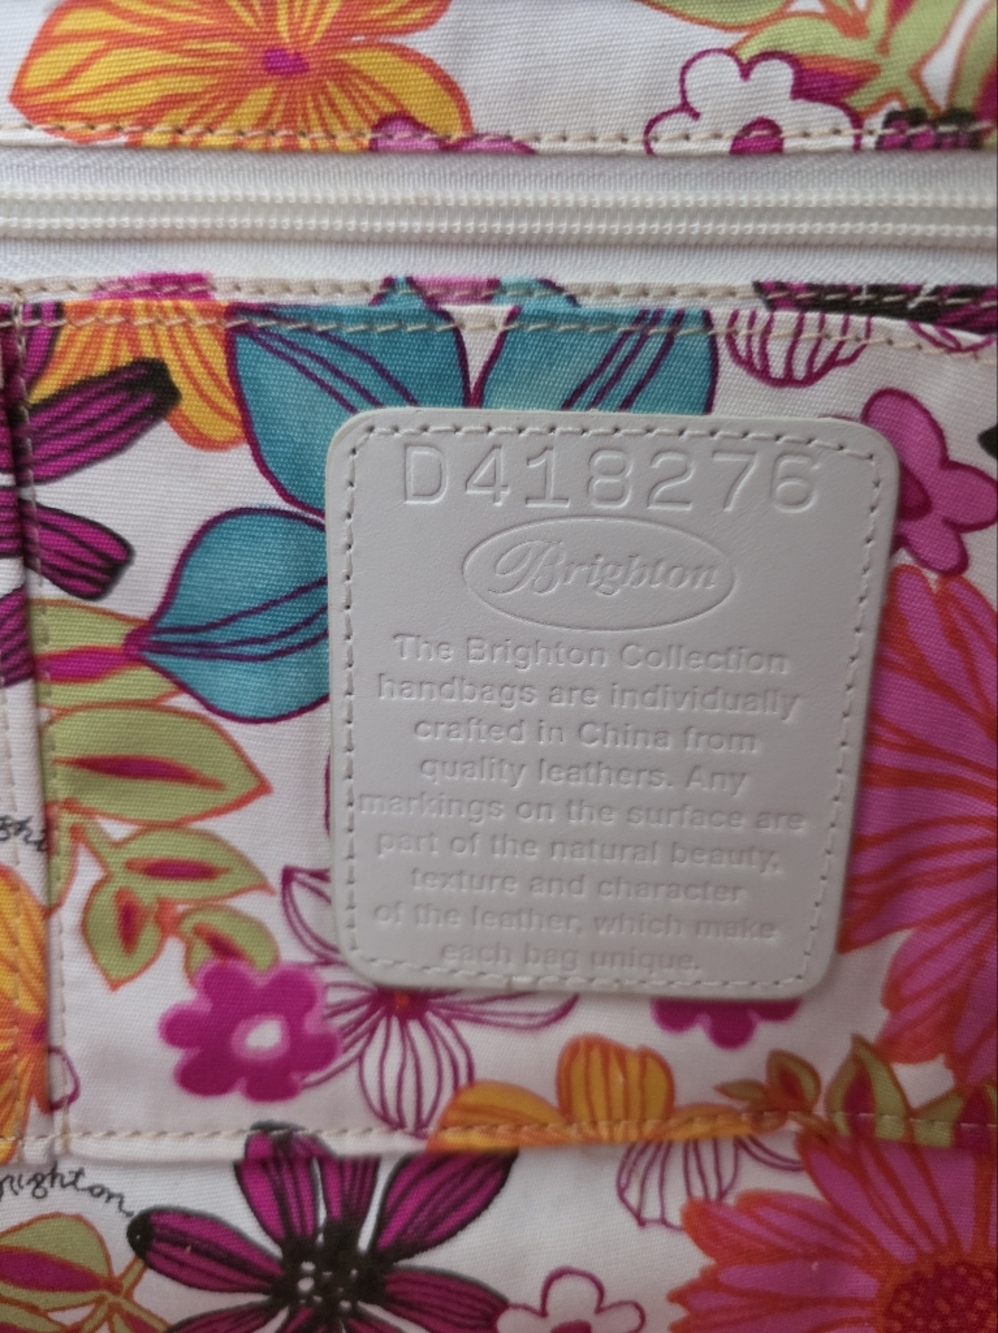 D418276
Brighton
The Brighton Collection
handbags are individually
crafted in China from
quality leathers. Any
markings on the surface are
part of the natural beauty,
texture and character
of the leather, which make
each bag unique.
righton